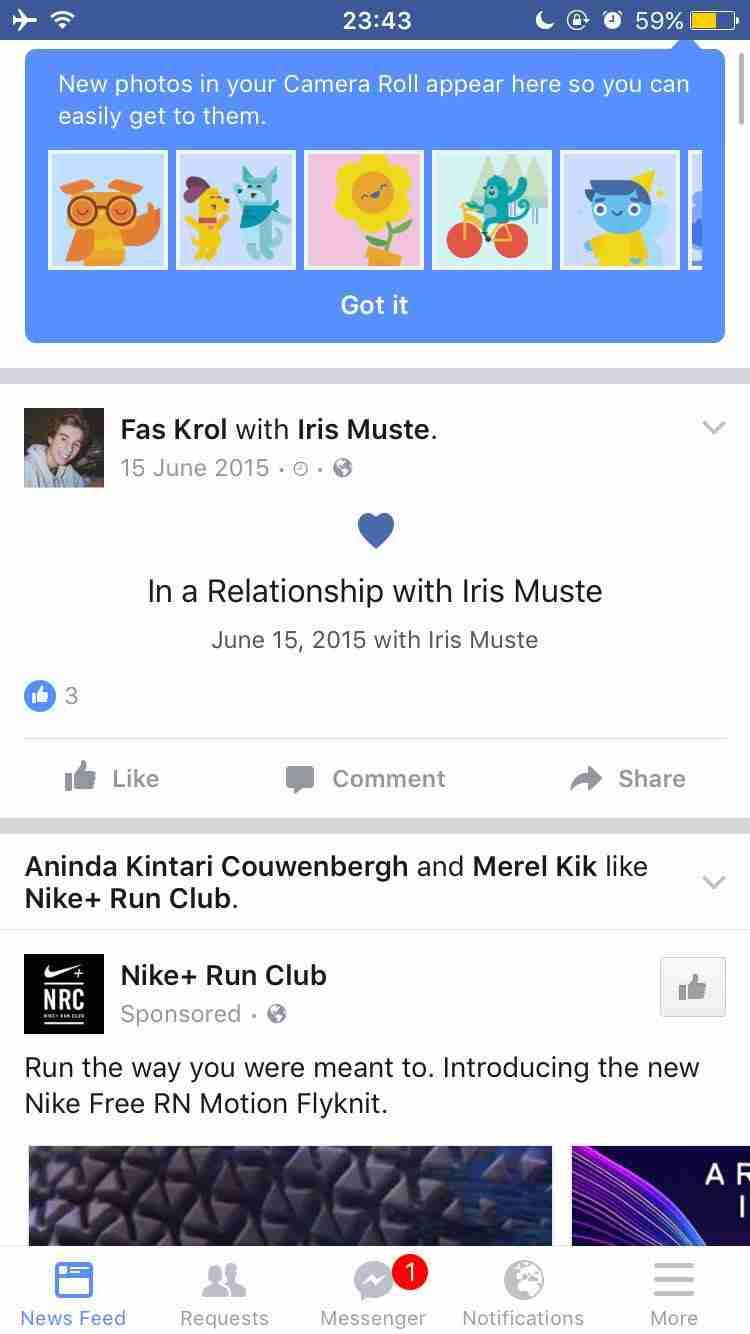 23:43
59%
New photos in your Camera Roll appear here so you can
easily get to them.
Got it
Fas Krol with Iris Muste.
15 June 2015
In a Relationship with Iris Muste
June 15, 2015 with Iris Muste
3
Like Comment Share
Aninda Kintari Couwenbergh and Merel Kik like
Nike+ Run Club.
NRC
NIKE+ RUN CLUB
Nike+ Run Club
Sponsored
Run the way you were meant to. Introducing the new
Nike Free RN Motion Flyknit.
1
News Feed Requests Messenger Notifications More